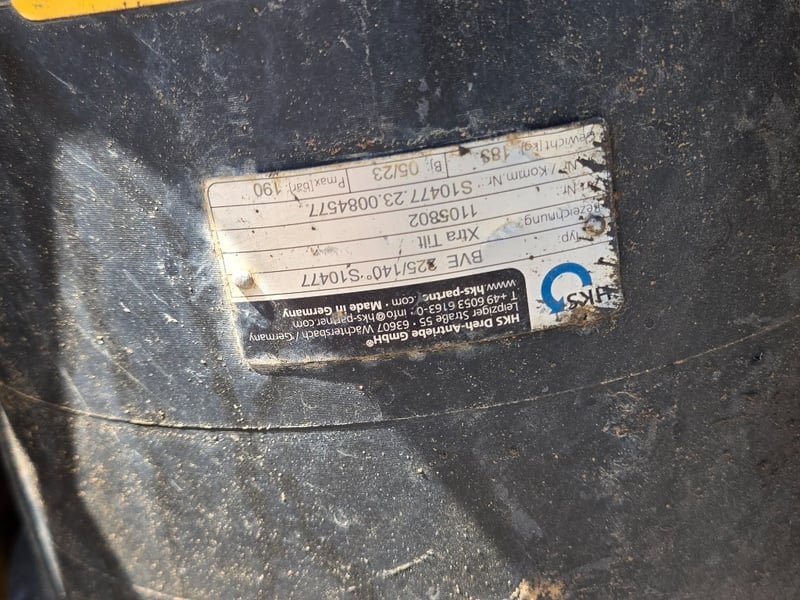 HKS
HKS Dreh-Antriebe GmbH®
Leipziger Straße 55 · 63607 Wächtersbach / Germany
T +49 6053 6163-0 · info@hks-partner.com
www.hks-partner.com · Made in Germany
Typ: BVE 225/140°·S10477
Bezeichnung: Xtra Tilt
Nr.: 1105802
Nr. / Komm.Nr.: S10477.23.0084577.
Gewicht[kg]: 189 Bj. 05/23 Pmax[Bar]: 190